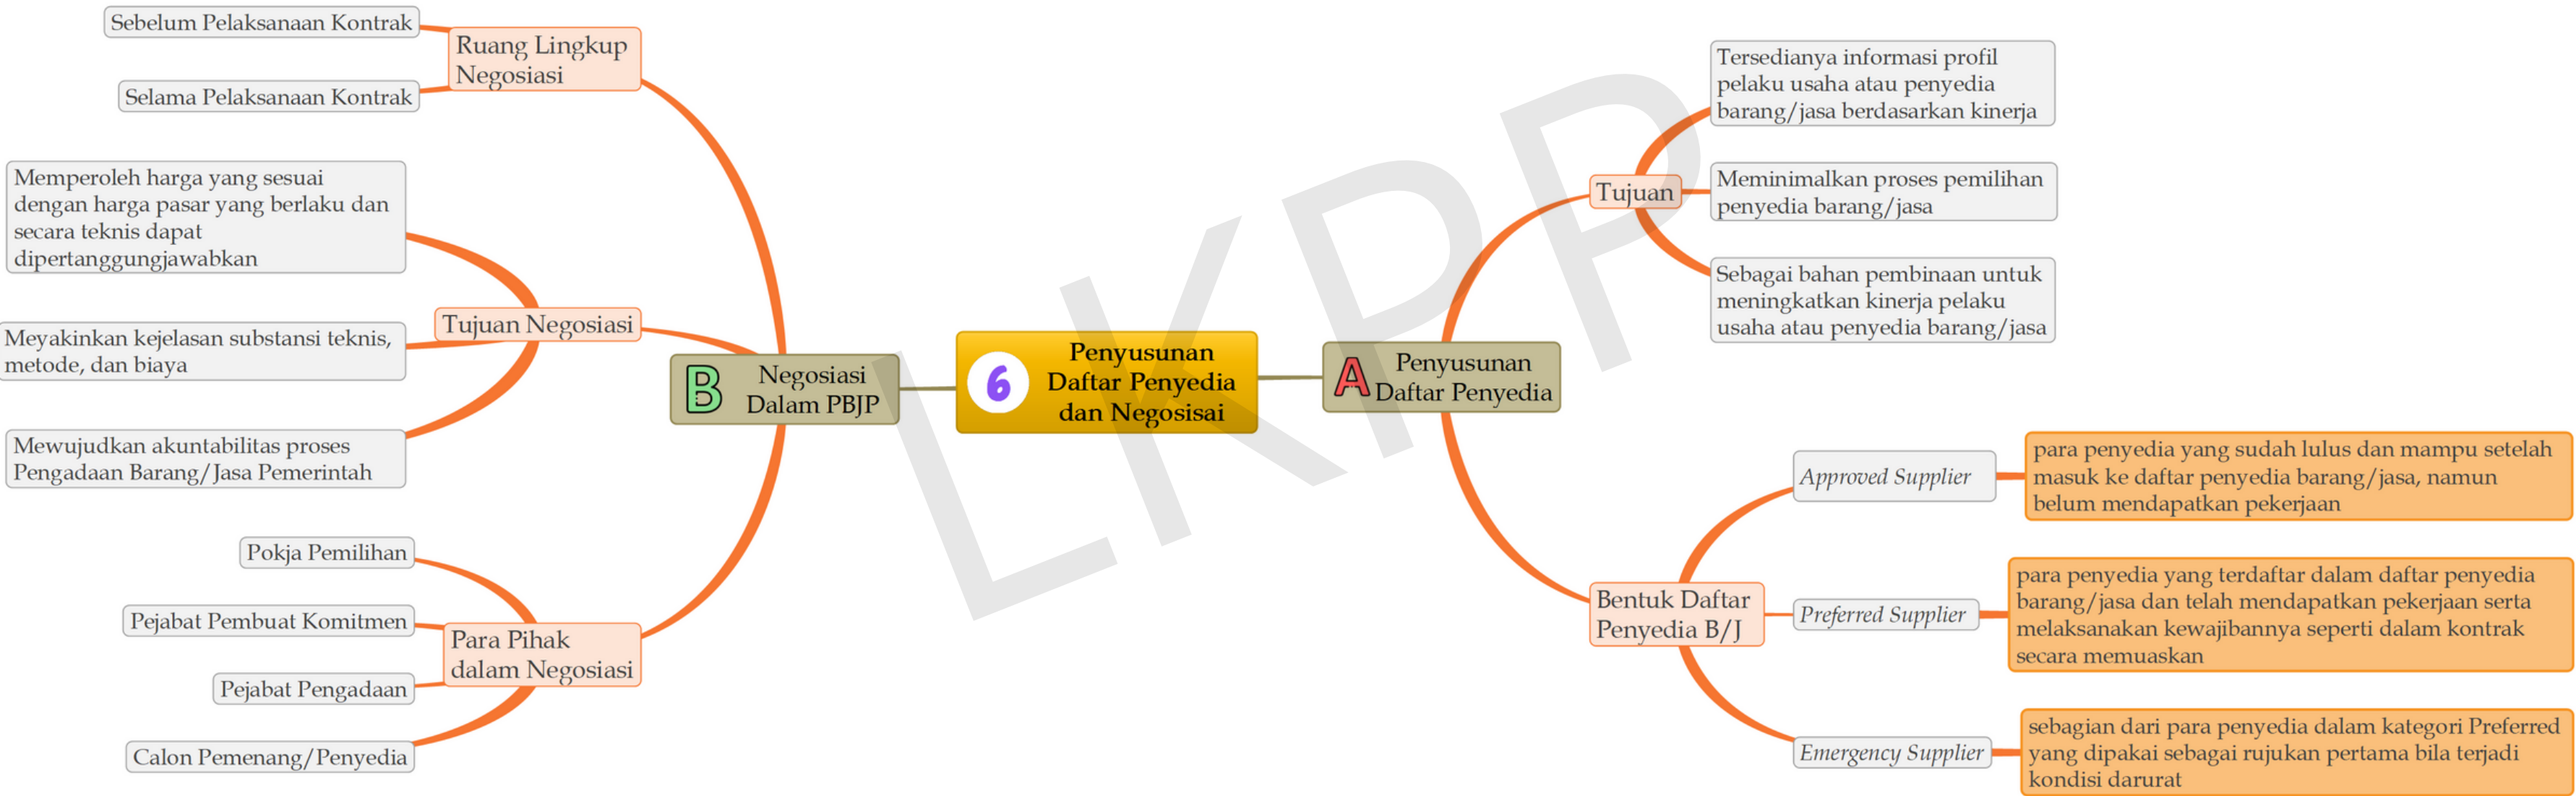 6
Penyusunan
Daftar Penyedia
dan Negosisai
A
Penyusunan
Daftar Penyedia
Tujuan
Tersedianya informasi profil
pelaku usaha atau penyedia
barang/jasa berdasarkan kinerja
Meminimalkan proses pemilihan
penyedia barang/jasa
Sebagai bahan pembinaan untuk
meningkatkan kinerja pelaku
usaha atau penyedia barang/jasa
Bentuk Daftar
Penyedia B/J
Approved Supplier
para penyedia yang sudah lulus dan mampu setelah
masuk ke daftar penyedia barang/jasa, namun
belum mendapatkan pekerjaan
Preferred Supplier
para penyedia yang terdaftar dalam daftar penyedia
barang/jasa dan telah mendapatkan pekerjaan serta
melaksanakan kewajibannya seperti dalam kontrak
secara memuaskan
Emergency Supplier
sebagian dari para penyedia dalam kategori Preferred
yang dipakai sebagai rujukan pertama bila terjadi
kondisi darurat
B
Negosiasi
Dalam PBJP
Ruang Lingkup
Negosiasi
Sebelum Pelaksanaan Kontrak
Selama Pelaksanaan Kontrak
Tujuan Negosiasi
Memperoleh harga yang sesuai
dengan harga pasar yang berlaku dan
secara teknis dapat
dipertanggungjawabkan
Meyakinkan kejelasan substansi teknis,
metode, dan biaya
Mewujudkan akuntabilitas proses
Pengadaan Barang/Jasa Pemerintah
Para Pihak
dalam Negosiasi
Pokja Pemilihan
Pejabat Pembuat Komitmen
Pejabat Pengadaan
Calon Pemenang/Penyedia
LKPP